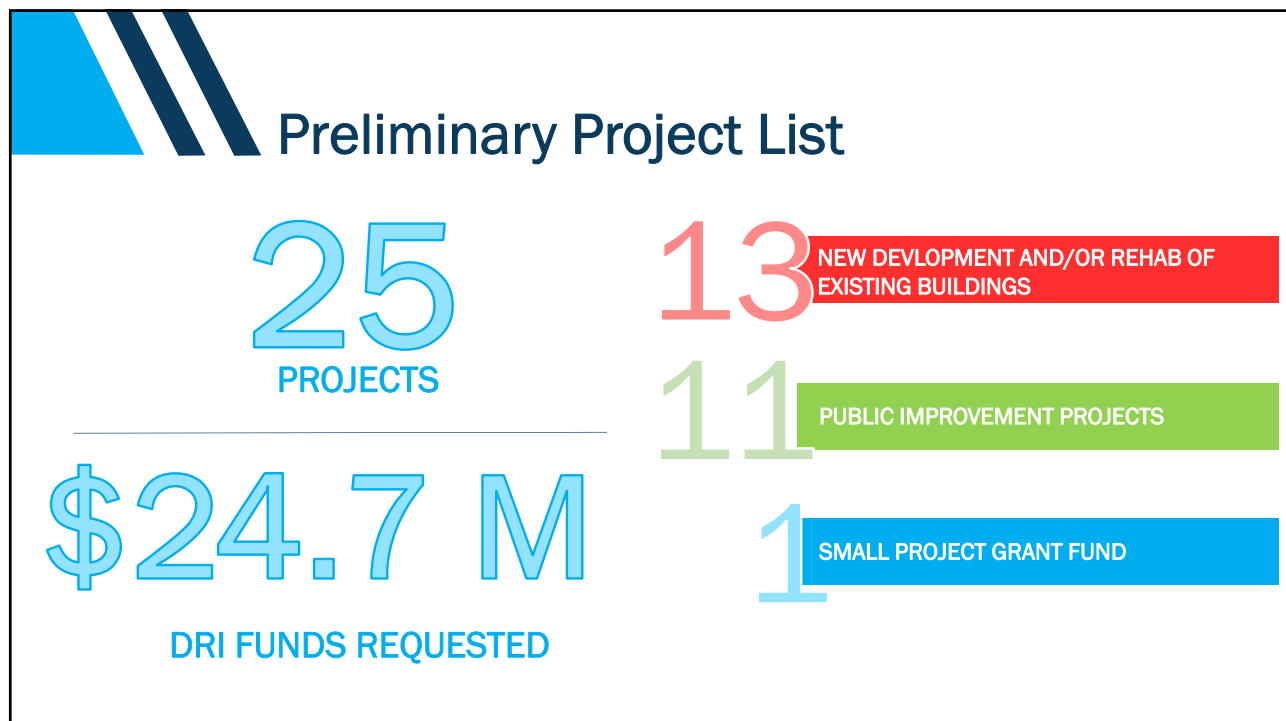 Preliminary Project List
25
PROJECTS
$24.7 M
DRI FUNDS REQUESTED
13
NEW DEVLOPMENT AND/OR REHAB OF
EXISTING BUILDINGS
11
PUBLIC IMPROVEMENT PROJECTS
1
SMALL PROJECT GRANT FUND